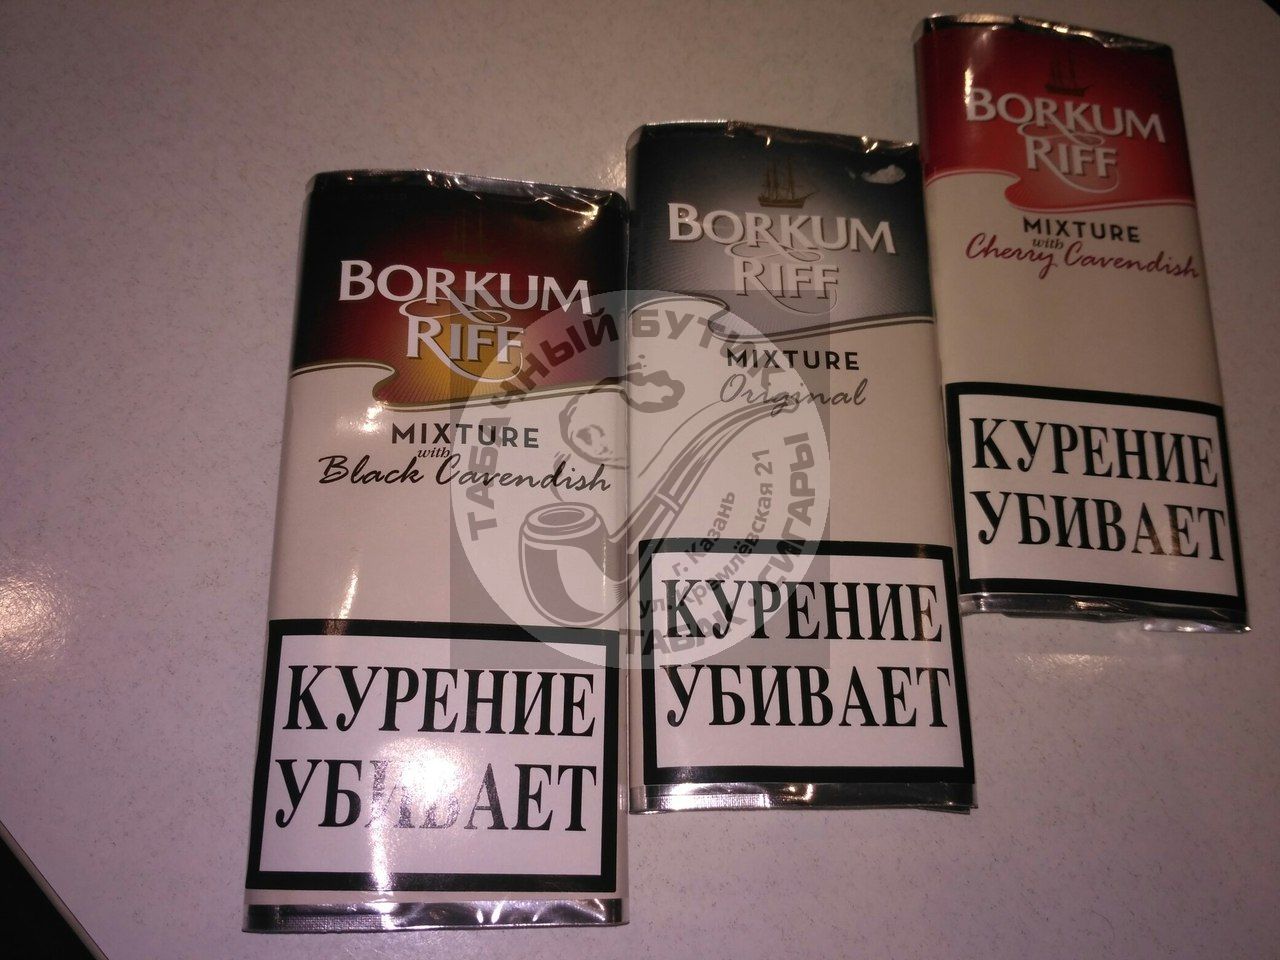 BORKUM
RIFF
MIXTURE
with
Black Cavendish
КУРЕНИЕ
УБИВАЕТ
BORKUM
RIFF
MIXTURE
Original
КУРЕНИЕ
УБИВАЕТ
BORKUM
RIFF
MIXTURE
with
Cherry Cavendish
КУРЕНИЕ
УБИВАЕТ
ТАБАЧНЫЙ БУТИК
г. Казань
ул. Кремлёвская 21
ТАБАК • СИГАРЫ